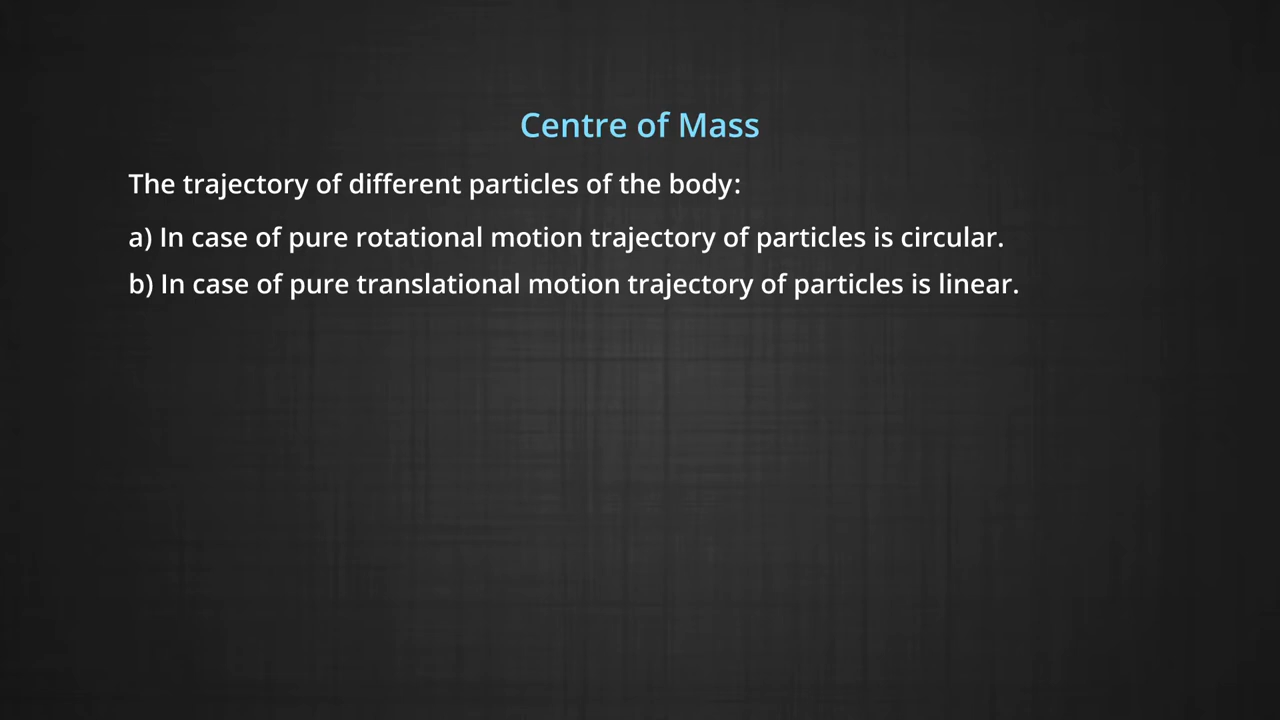 Centre of Mass
The trajectory of different particles of the body:
a) In case of pure rotational motion trajectory of particles is circular.
b) In case of pure translational motion trajectory of particles is linear.